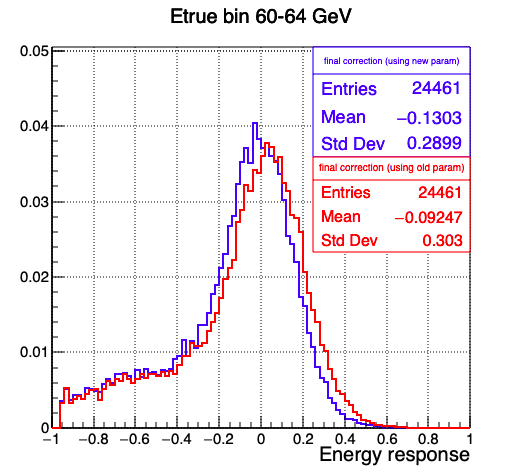 Etrue bin 60-64 GeV
final correction (using new param)
Entries 24461
Mean −0.1303
Std Dev 0.2899
final correction (using old param)
Entries 24461
Mean −0.09247
Std Dev 0.303
0.05
0.04
0.03
0.02
0.01
0
−1 −0.8 −0.6 −0.4 −0.2 0 0.2 0.4 0.6 0.8 1
Energy response